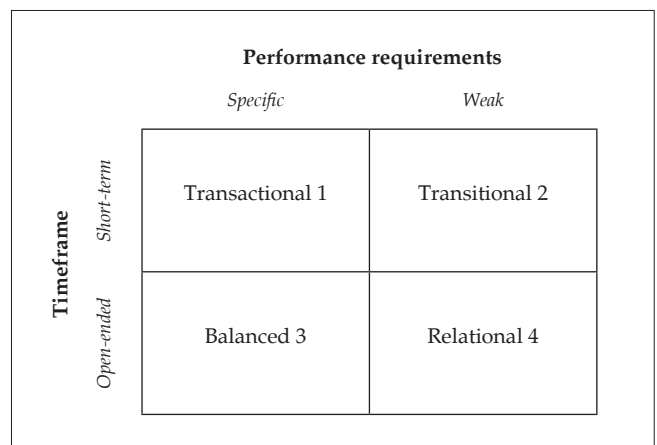 Performance requirements
Specific Weak
Timeframe
Short-term
Transactional 1 Transitional 2
Open-ended
Balanced 3 Relational 4